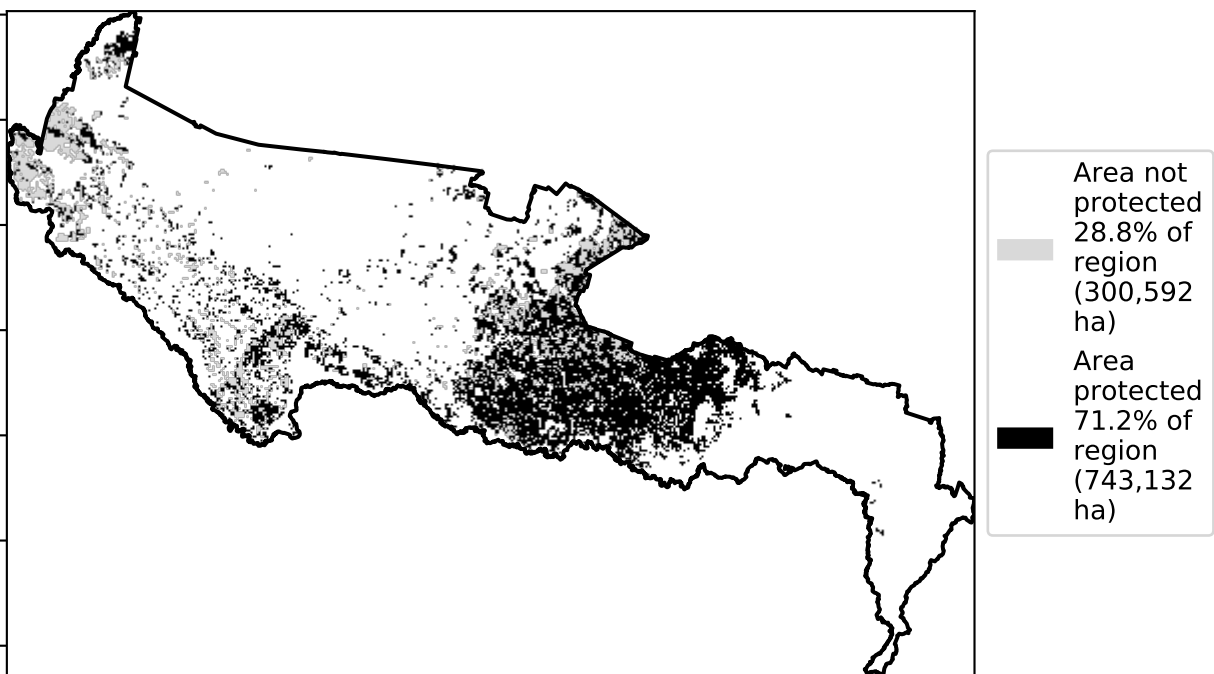 Area not
protected
28.8% of
region
(300,592
ha)
Area
protected
71.2% of
region
(743,132
ha)